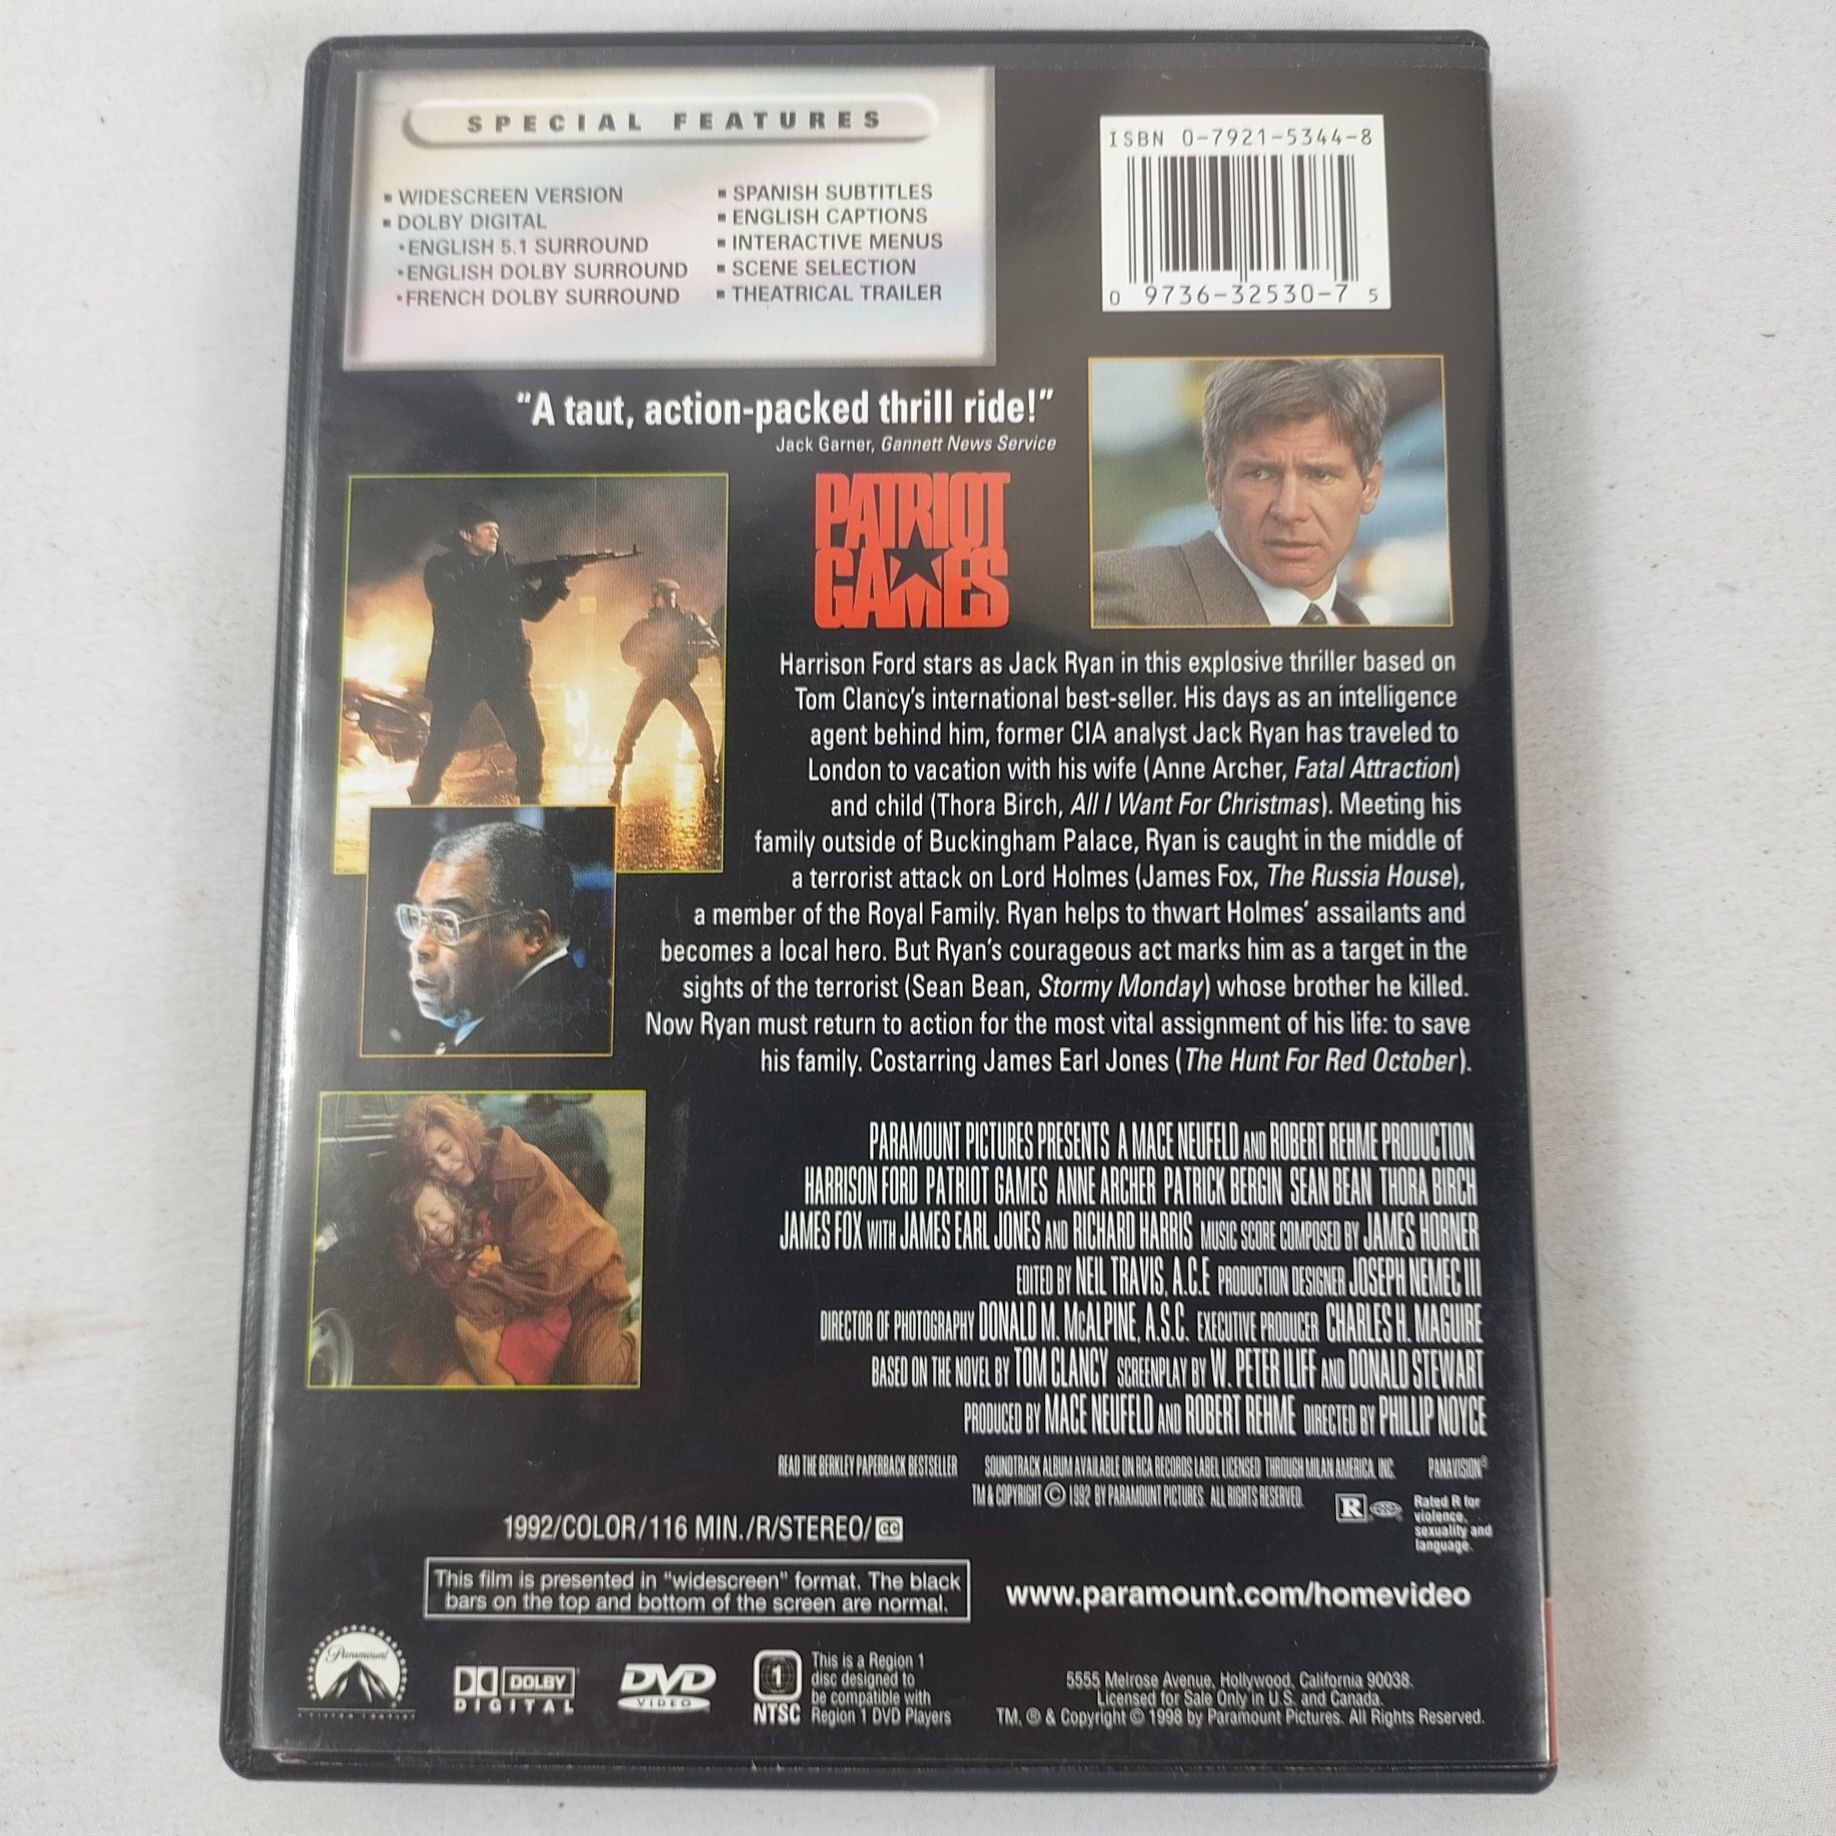 SPECIAL FEATURES
▪ WIDESCREEN VERSION
▪ DOLBY DIGITAL
•ENGLISH 5.1 SURROUND
•ENGLISH DOLBY SURROUND
•FRENCH DOLBY SURROUND
▪ SPANISH SUBTITLES
▪ ENGLISH CAPTIONS
▪ INTERACTIVE MENUS
▪ SCENE SELECTION
▪ THEATRICAL TRAILER
ISBN 0-7921-5344-8
0 9736-32530-7 5
“A taut, action-packed thrill ride!”
Jack Garner, Gannett News Service
PATRIOT
GAMES
Harrison Ford stars as Jack Ryan in this explosive thriller based on
Tom Clancy’s international best-seller. His days as an intelligence
agent behind him, former CIA analyst Jack Ryan has traveled to
London to vacation with his wife (Anne Archer, Fatal Attraction)
and child (Thora Birch, All I Want For Christmas). Meeting his
family outside of Buckingham Palace, Ryan is caught in the middle of
a terrorist attack on Lord Holmes (James Fox, The Russia House),
a member of the Royal Family. Ryan helps to thwart Holmes’ assailants and
becomes a local hero. But Ryan’s courageous act marks him as a target in the
sights of the terrorist (Sean Bean, Stormy Monday) whose brother he killed.
Now Ryan must return to action for the most vital assignment of his life: to save
his family. Costarring James Earl Jones (The Hunt For Red October).
PARAMOUNT PICTURES PRESENTS A MACE NEUFELD AND ROBERT REHME PRODUCTION
HARRISON FORD PATRIOT GAMES ANNE ARCHER PATRICK BERGIN SEAN BEAN THORA BIRCH
JAMES FOX WITH JAMES EARL JONES AND RICHARD HARRIS MUSIC SCORE COMPOSED BY JAMES HORNER
EDITED BY NEIL TRAVIS, A.C.E PRODUCTION DESIGNER JOSEPH NEMEC III
DIRECTOR OF PHOTOGRAPHY DONALD M. McALPINE, A.S.C. EXECUTIVE PRODUCER CHARLES H. MAGUIRE
BASED ON THE NOVEL BY TOM CLANCY SCREENPLAY BY W. PETER ILIFF AND DONALD STEWART
PRODUCED BY MACE NEUFELD AND ROBERT REHME DIRECTED BY PHILLIP NOYCE
READ THE BERKLEY PAPERBACK BESTSELLER SOUNDTRACK ALBUM AVAILABLE ON RCA RECORDS LABEL LICENSED THROUGH MILAN AMERICA, INC. PANAVISION®
TM & COPYRIGHT © 1992 BY PARAMOUNT PICTURES. ALL RIGHTS RESERVED.
R
Rated R for
violence,
sexuality and
language.
1992/COLOR/116 MIN./R/STEREO/CC
This film is presented in “widescreen” format. The black
bars on the top and bottom of the screen are normal.
www.paramount.com/homevideo
Paramount
DOLBY
DIGITAL
DVD
VIDEO
1
NTSC
This is a Region 1
disc designed to
be compatible with
Region 1 DVD Players
5555 Melrose Avenue, Hollywood, California 90038.
Licensed for Sale Only in U.S. and Canada.
TM, ® & Copyright © 1998 by Paramount Pictures. All Rights Reserved.